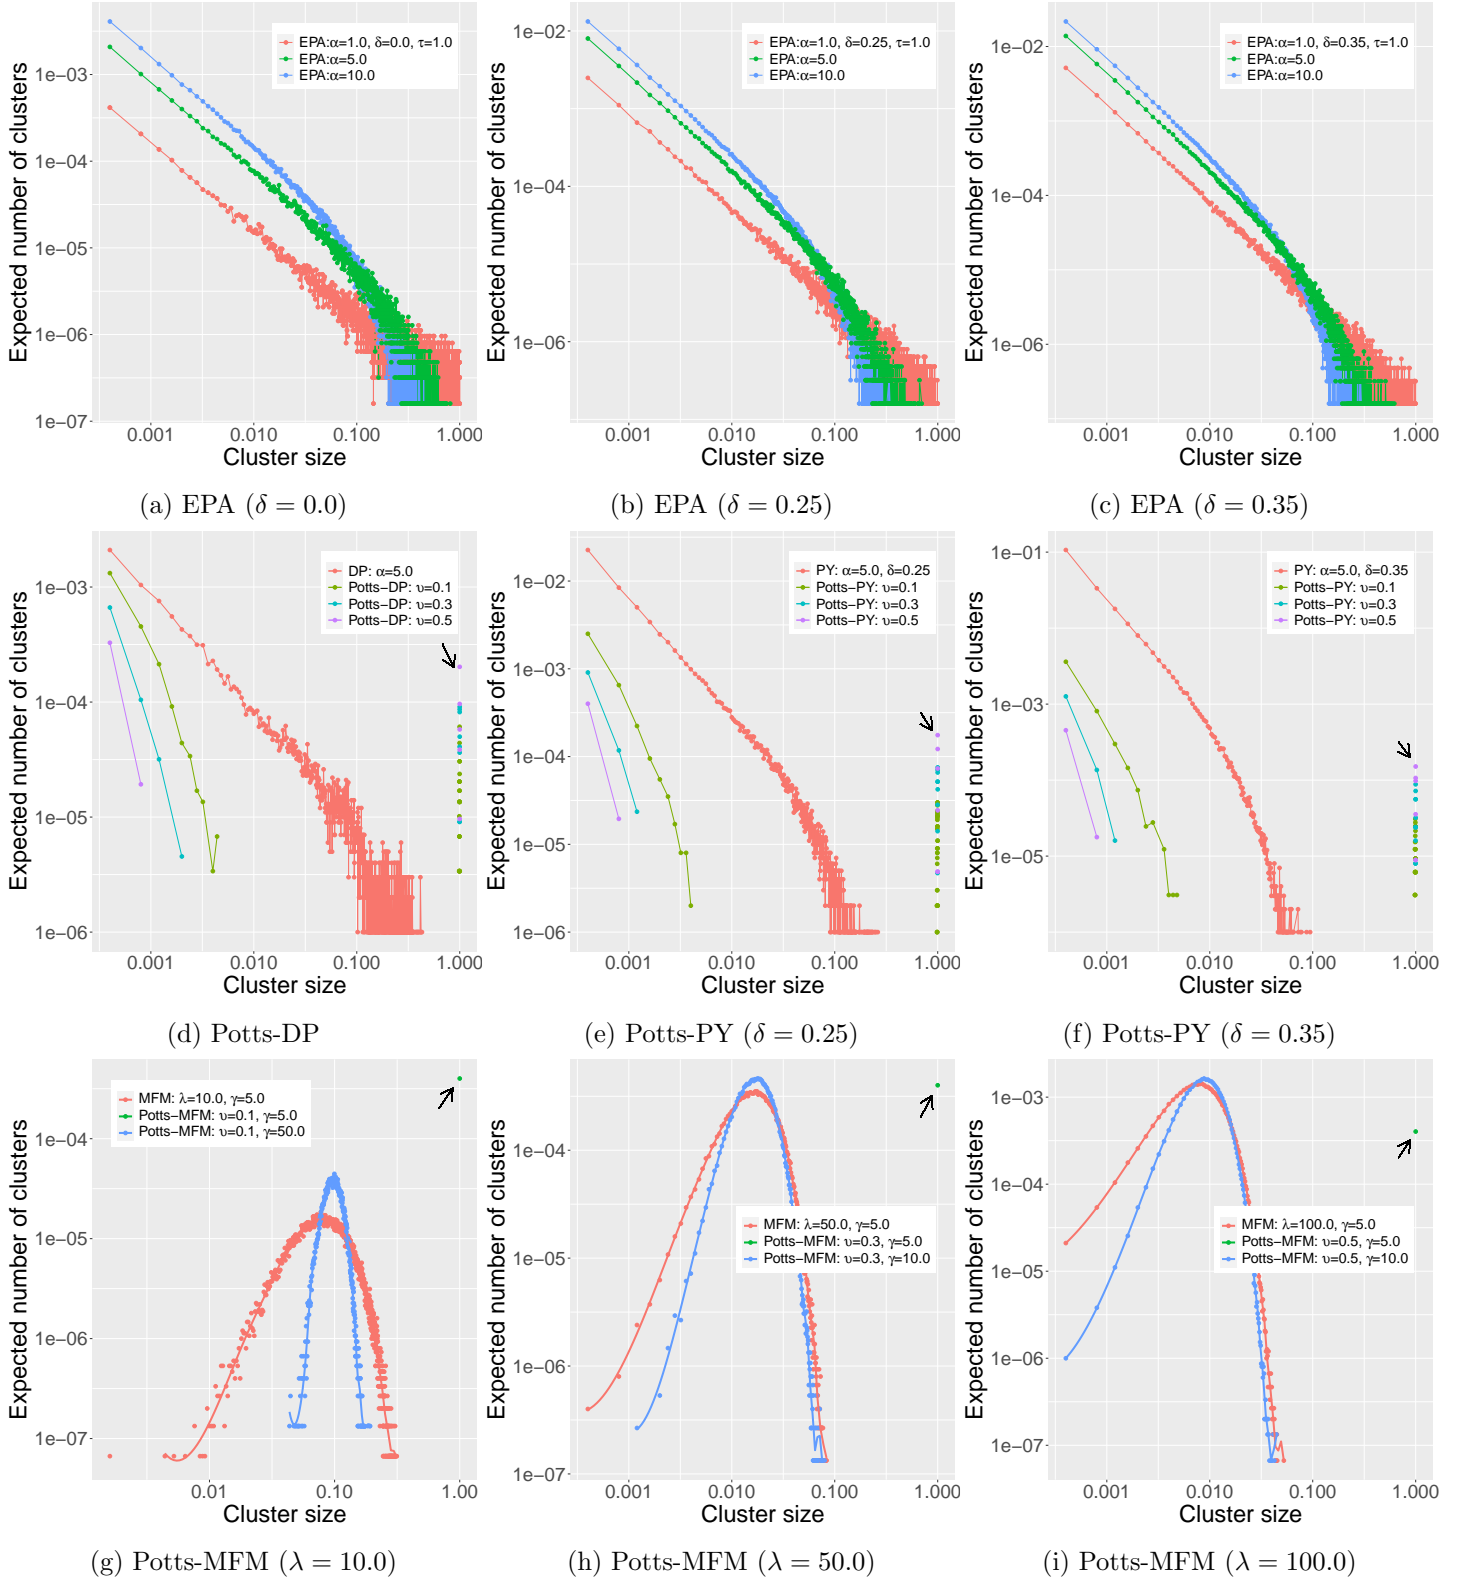 Expected number of clusters
1e−03
1e−04
1e−05
1e−06
1e−07
EPA:α=1.0, δ=0.0, τ=1.0
EPA:α=5.0
EPA:α=10.0
0.001 0.010 0.100 1.000
Cluster size
(a) EPA (δ = 0.0)
Expected number of clusters
1e−02
1e−04
1e−06
EPA:α=1.0, δ=0.25, τ=1.0
EPA:α=5.0
EPA:α=10.0
0.001 0.010 0.100 1.000
Cluster size
(b) EPA (δ = 0.25)
Expected number of clusters
1e−02
1e−04
1e−06
EPA:α=1.0, δ=0.35, τ=1.0
EPA:α=5.0
EPA:α=10.0
0.001 0.010 0.100 1.000
Cluster size
(c) EPA (δ = 0.35)
Expected number of clusters
1e−03
1e−04
1e−05
1e−06
DP: α=5.0
Potts−DP: υ=0.1
Potts−DP: υ=0.3
Potts−DP: υ=0.5
0.001 0.010 0.100 1.000
Cluster size
(d) Potts-DP
Expected number of clusters
1e−02
1e−03
1e−04
1e−05
1e−06
PY: α=5.0, δ=0.25
Potts−PY: υ=0.1
Potts−PY: υ=0.3
Potts−PY: υ=0.5
0.001 0.010 0.100 1.000
Cluster size
(e) Potts-PY (δ = 0.25)
Expected number of clusters
1e−01
1e−03
1e−05
PY: α=5.0, δ=0.35
Potts−PY: υ=0.1
Potts−PY: υ=0.3
Potts−PY: υ=0.5
0.001 0.010 0.100 1.000
Cluster size
(f) Potts-PY (δ = 0.35)
Expected number of clusters
1e−04
1e−05
1e−06
1e−07
MFM: λ=10.0, γ=5.0
Potts−MFM: υ=0.1, γ=5.0
Potts−MFM: υ=0.1, γ=50.0
0.01 0.10 1.00
Cluster size
(g) Potts-MFM (λ = 10.0)
Expected number of clusters
1e−04
1e−05
1e−06
1e−07
MFM: λ=50.0, γ=5.0
Potts−MFM: υ=0.3, γ=5.0
Potts−MFM: υ=0.3, γ=10.0
0.001 0.010 0.100 1.000
Cluster size
(h) Potts-MFM (λ = 50.0)
Expected number of clusters
1e−03
1e−04
1e−05
1e−06
1e−07
MFM: λ=100.0, γ=5.0
Potts−MFM: υ=0.5, γ=5.0
Potts−MFM: υ=0.5, γ=10.0
0.001 0.010 0.100 1.000
Cluster size
(i) Potts-MFM (λ = 100.0)